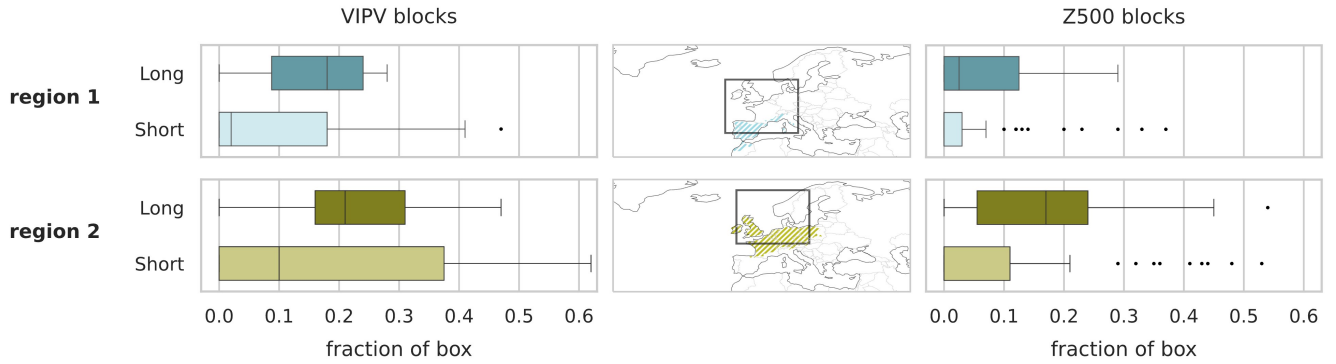 VIPV blocks
Z500 blocks
region 1
Long
Short
region 2
Long
Short
0.0 0.1 0.2 0.3 0.4 0.5 0.6
0.0 0.1 0.2 0.3 0.4 0.5 0.6
fraction of box
fraction of box